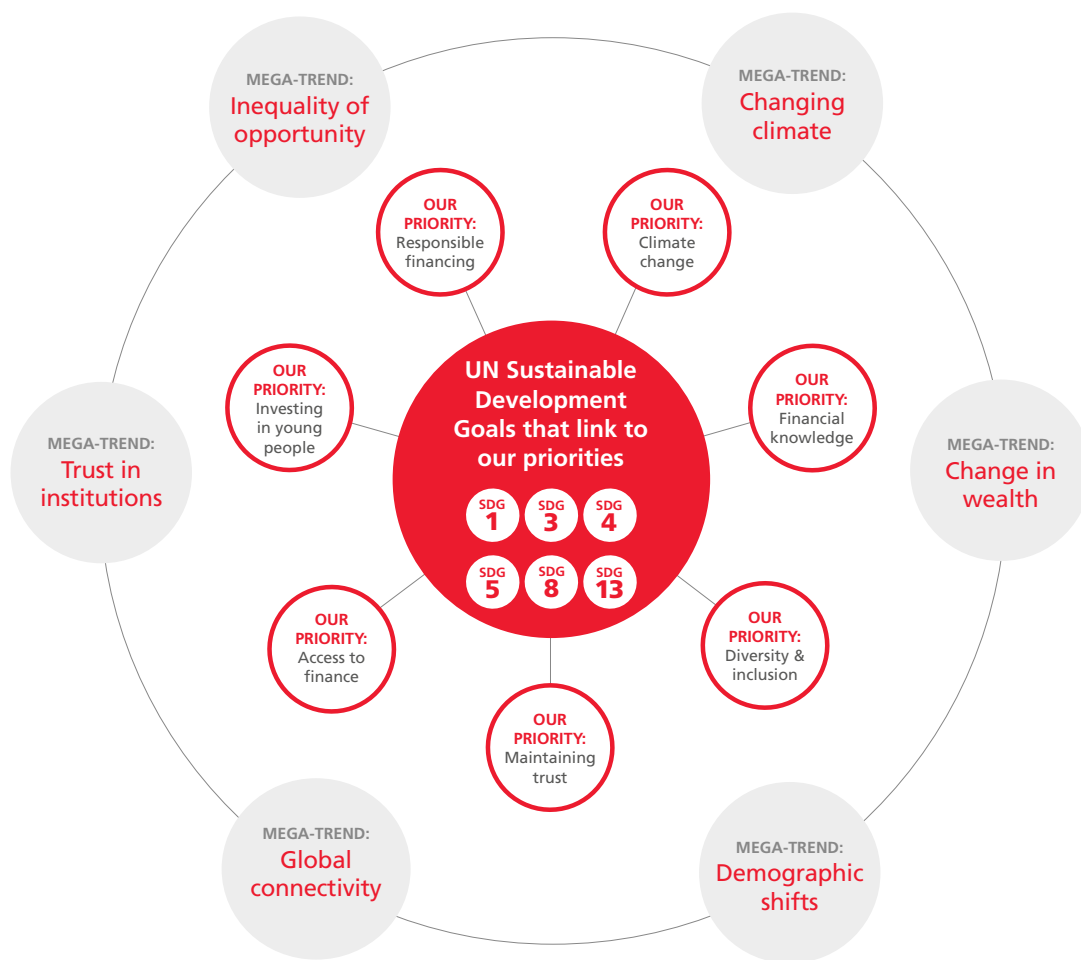 MEGA-TREND:
Inequality of
opportunity
MEGA-TREND:
Changing
climate
OUR
PRIORITY:
Responsible
financing
OUR
PRIORITY:
Climate
change
OUR
PRIORITY:
Investing
in young
people
UN Sustainable
Development
Goals that link to
our priorities
SDG
1
SDG
3
SDG
4
SDG
5
SDG
8
SDG
13
OUR
PRIORITY:
Financial
knowledge
MEGA-TREND:
Trust in
institutions
MEGA-TREND:
Change in
wealth
OUR
PRIORITY:
Access to
finance
OUR
PRIORITY:
Diversity &
inclusion
OUR
PRIORITY:
Maintaining
trust
MEGA-TREND:
Global
connectivity
MEGA-TREND:
Demographic
shifts